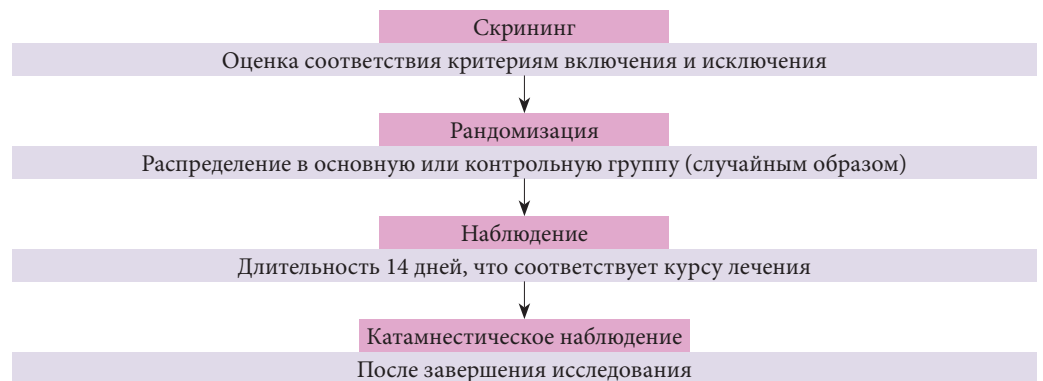 Скрининг
Оценка соответствия критериям включения и исключения
Рандомизация
Распределение в основную или контрольную группу (случайным образом)
Наблюдение
Длительность 14 дней, что соответствует курсу лечения
Катамнестическое наблюдение
После завершения исследования